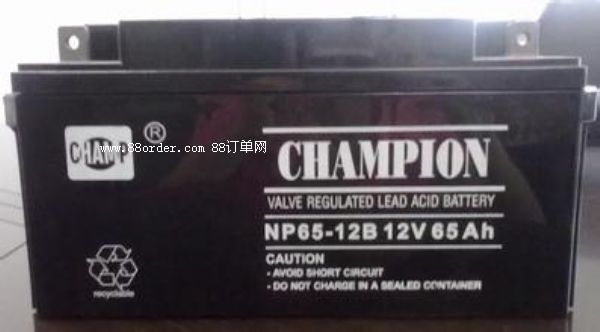 CHAMP ®
www.88order.com 88订单网
CHAMPION
VALVE REGULATED LEAD ACID BATTERY
NP65-12B 12V 65Ah
CAUTION
- AVOID SHORT CIRCUIT
- DO NOT CHARGE IN A SEALED CONTAINER
recyclable